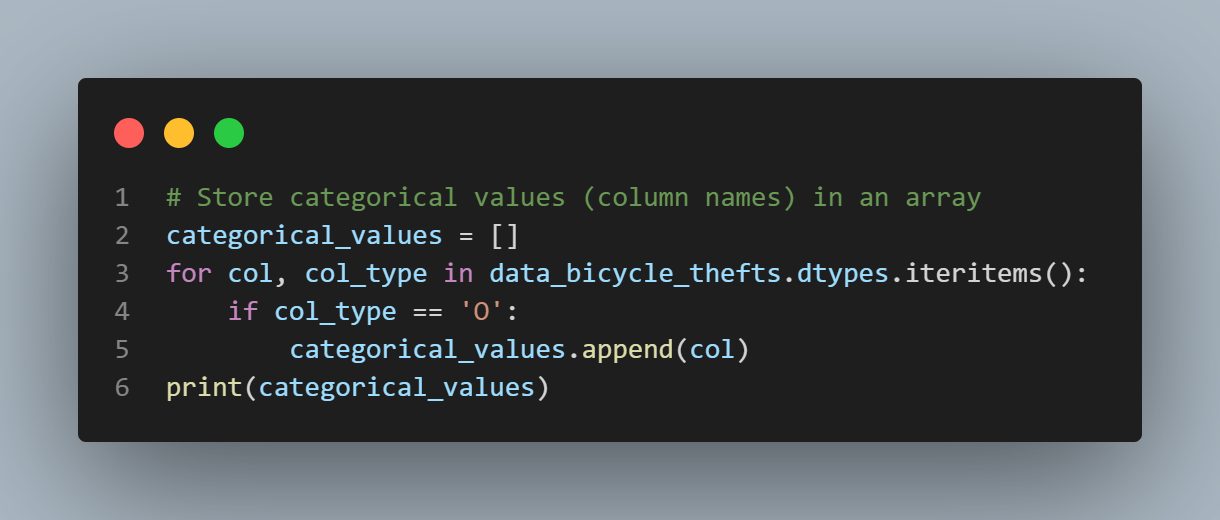 1 # Store categorical values (column names) in an array
2 categorical_values = []
3 for col, col_type in data_bicycle_thefts.dtypes.iteritems():
4     if col_type == 'O':
5         categorical_values.append(col)
6 print(categorical_values)